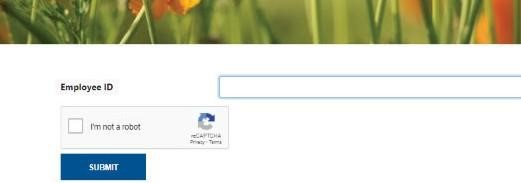 Employee ID
I'm not a robot
reCAPTCHA
Privacy - Terms
SUBMIT